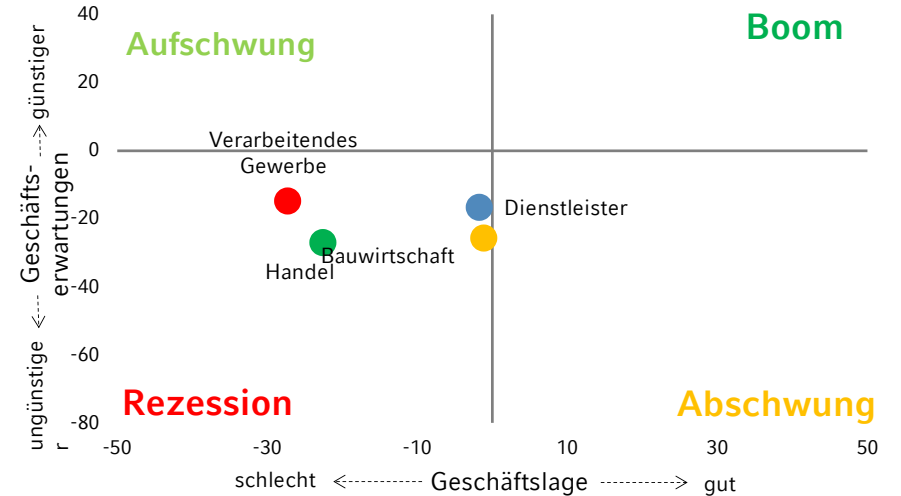 40
Aufschwung
Boom
20
0
Verarbeitendes
Gewerbe
-20
Dienstleister
Bauwirtschaft
Handel
-40
-60
Rezession
Abschwung
-80
-50
-30
-10
10
30
50
schlecht
Geschäftslage
gut
günstiger
Geschäfts-
erwartungen
ungünstige
r